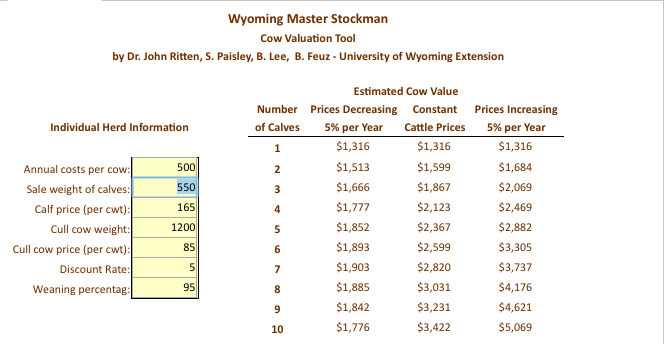 Wyoming Master Stockman
Cow Valuation Tool
by Dr. John Ritten, S. Paisley, B. Lee, B. Feuz - University of Wyoming Extension
Estimated Cow Value
Number Prices Decreasing Constant Prices Increasing
Individual Herd Information of Calves 5% per Year Cattle Prices 5% per Year
1 $1,316 $1,316 $1,316
Annual costs per cow: 500 2 $1,513 $1,599 $1,684
Sale weight of calves: 550 3 $1,666 $1,867 $2,069
Calf price (per cwt): 165 4 $1,777 $2,123 $2,469
Cull cow weight: 1200 5 $1,852 $2,367 $2,882
Cull cow price (per cwt): 85 6 $1,893 $2,599 $3,305
Discount Rate: 5 7 $1,903 $2,820 $3,737
Weaning percentag: 95 8 $1,885 $3,031 $4,176
9 $1,842 $3,231 $4,621
10 $1,776 $3,422 $5,069